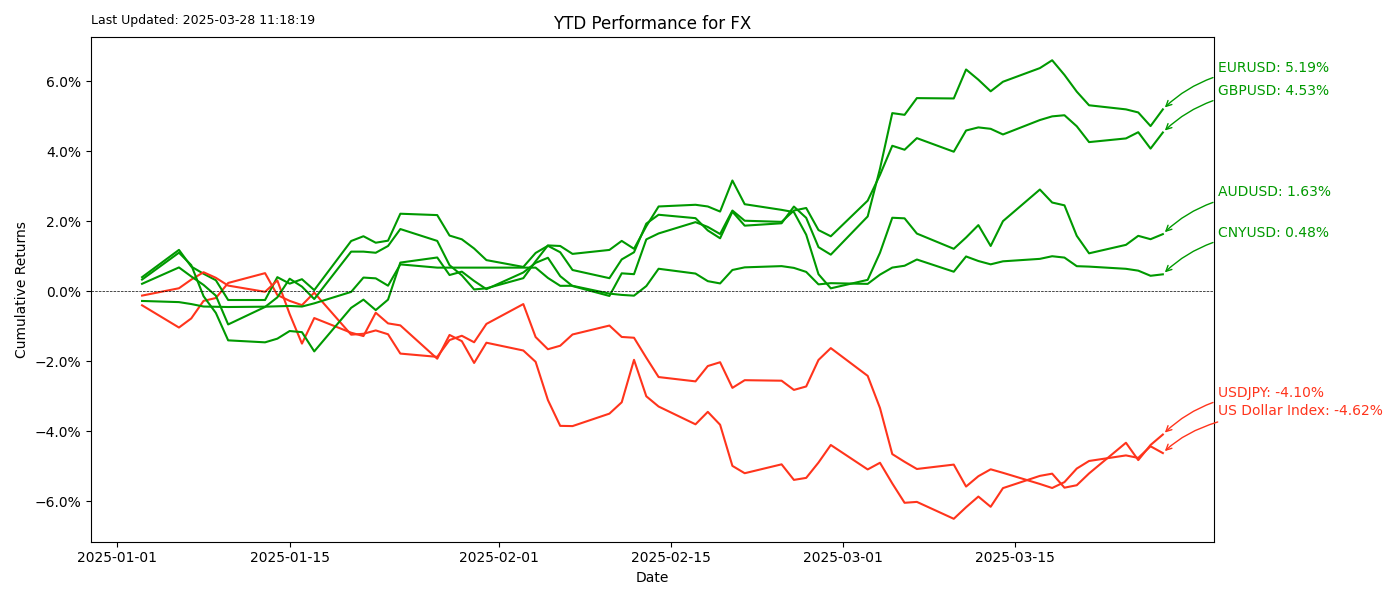 Last Updated: 2025-03-28 11:18:19
YTD Performance for FX
6.0%
4.0%
2.0%
0.0%
−2.0%
−4.0%
−6.0%
Cumulative Returns
EURUSD: 5.19%
GBPUSD: 4.53%
AUDUSD: 1.63%
CNYUSD: 0.48%
USDJPY: -4.10%
US Dollar Index: -4.62%
2025-01-01
2025-01-15
2025-02-01
2025-02-15
2025-03-01
2025-03-15
Date